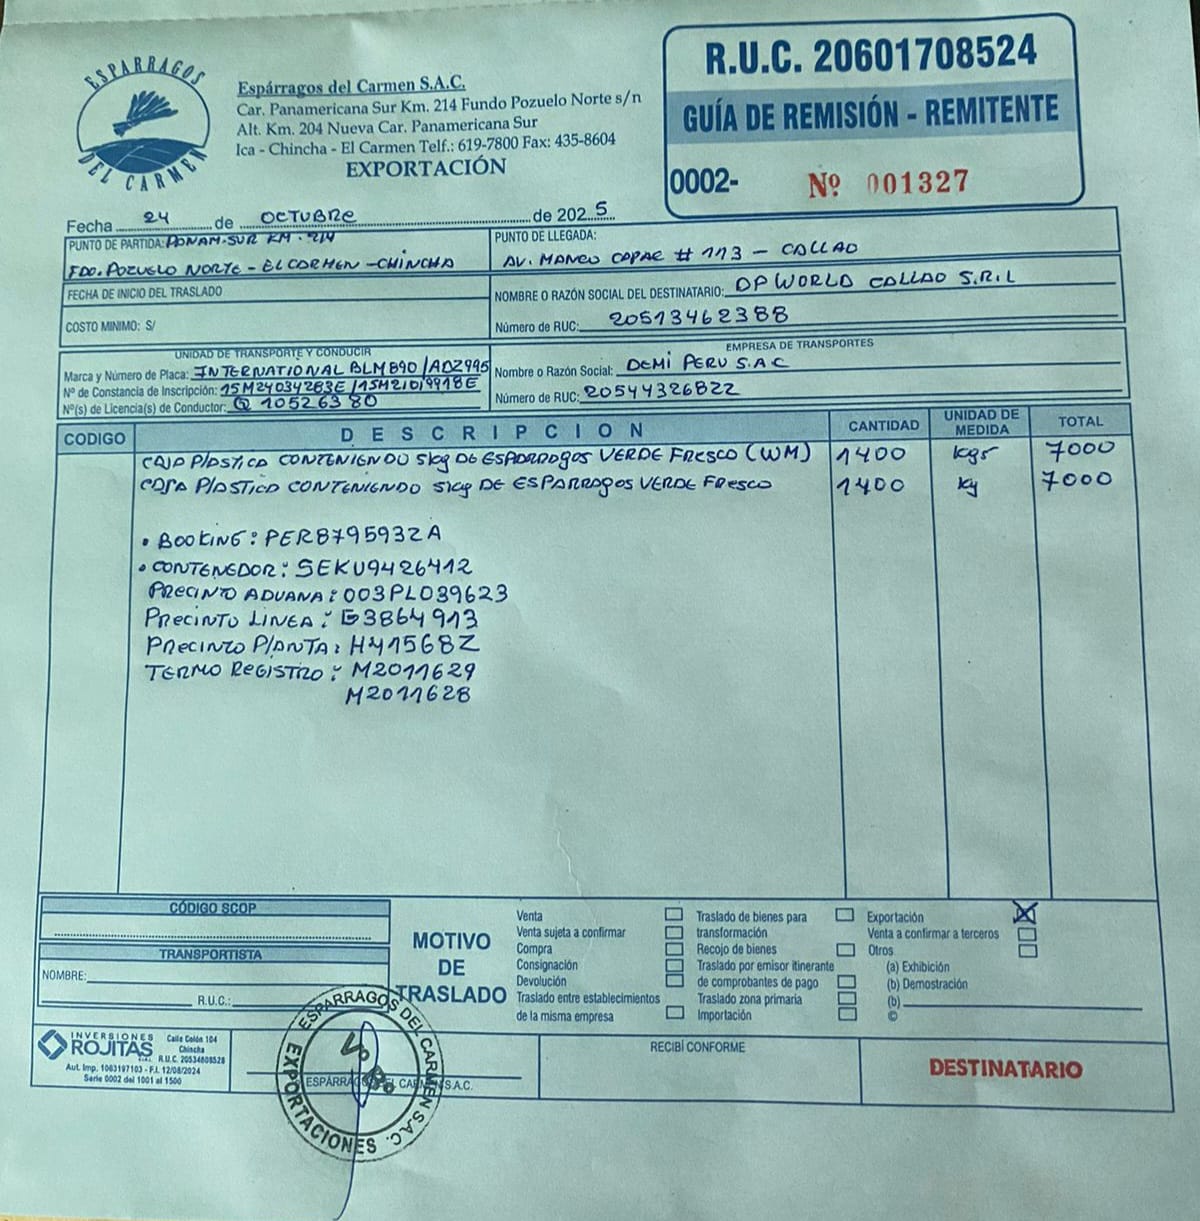 ESPARRAGOS DEL CARMEN
Espárragos del Carmen S.A.C.
Car. Panamericana Sur Km. 214 Fundo Pozuelo Norte s/n
Alt. Km. 204 Nueva Car. Panamericana Sur
Ica - Chincha - El Carmen Telf.: 619-7800 Fax: 435-8604
EXPORTACIÓN
R.U.C. 20601708524
GUÍA DE REMISIÓN - REMITENTE
0002- Nº 001327
Fecha 24 de OCTUBRE de 2025
PUNTO DE PARTIDA: PANAM-SUR KM - 214
FDO. POZUELO NORTE - EL CARMEN - CHINCHA
PUNTO DE LLEGADA:
AV. MANCO CAPAC # 113 - CALLAO
FECHA DE INICIO DEL TRASLADO
COSTO MINIMO: S/
NOMBRE O RAZÓN SOCIAL DEL DESTINATARIO: DP WORLD CALLAO S.R.L
Número de RUC: 20513462388
UNIDAD DE TRANSPORTE Y CONDUCIR
Marca y Número de Placa: INTERNATIONAL BLM890 /ADZ995
Nº de Constancia de Inscripción: 15M24034283E /15M21019918E
Nº(s) de Licencia(s) de Conductor: Q 10526380
EMPRESA DE TRANSPORTES
Nombre o Razón Social: DEMI PERU S.A.C
Número de RUC: 20544326822
CODIGO DESCRIPCION CANTIDAD UNIDAD DE MEDIDA TOTAL
CAJA PLASTICA CONTENIENDO 5kg DE ESPARRAGOS VERDE FRESCO (WM) 1400 kgs 7000
CAJA PLASTICA CONTENIENDO 5kg DE ESPARRAGOS VERDE FRESCO 1400 kg 7000
• BOOKING: PER8795932A
• CONTENEDOR: SEKU9426412
PRECINTO ADUANA: 003PL039623
PRECINTO LINEA: G3864913
PRECINTO PLANTA: HY1568Z
TERMO REGISTRO: M2011629
M2011628
CÓDIGO SCOP
TRANSPORTISTA
NOMBRE:
R.U.C.:
MOTIVO
DE
TRASLADO
Venta
Venta sujeta a confirmar
Compra
Consignación
Devolución
Traslado entre establecimientos
de la misma empresa
Traslado de bienes para
transformación
Recojo de bienes
Traslado por emisor itinerante
de comprobantes de pago
Traslado zona primaria
Importación
Exportación X
Venta a confirmar a terceros
Otros
(a) Exhibición
(b) Demostración
(b)
©
INVERSIONES
ROJITAS
Calle Colón 104
Chincha
R.U.C. 20534808528
Aut. Imp. 1063197103 - F.I. 12/08/2024
Serie 0002 del 1001 al 1500
ESPARRAGOS DEL CARMEN S.A.C.
EXPORTACIONES
Vo Bo
ESPÁRRAGOS DEL CARMEN S.A.C.
RECIBÍ CONFORME
DESTINATARIO